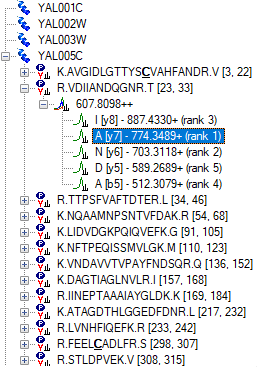 YAL001C
YAL002W
YAL003W
YAL005C
K.AVGIDLGTTYSCVAHFANDR.V [3, 22]
R.VDIIANDQGNR.T [23, 33]
607.8098++
I [y8] - 887.4330+ (rank 3)
A [y7] - 774.3489+ (rank 1)
N [y6] - 703.3118+ (rank 2)
D [y5] - 589.2689+ (rank 5)
A [b5] - 512.3079+ (rank 4)
R.TTPSFVAFTDTER.L [34, 46]
K.NQAAMNPSNTVFDAK.R [54, 68]
K.LIDVDGKPQIQVEFK.G [91, 105]
K.NFTPEQISSMVLGK.M [110, 123]
K.VNDAVVTVPAYFNDSQR.Q [136, 152]
K.DAGTIAGLNVLR.I [157, 168]
R.IINEPTAAAIAYGLDK.K [169, 184]
K.ATAGDTHLGGEDFDNR.L [217, 232]
R.LVNHFIQEFK.R [233, 242]
R.FEELCADLFR.S [298, 307]
R.STLDPVEK.V [308, 315]